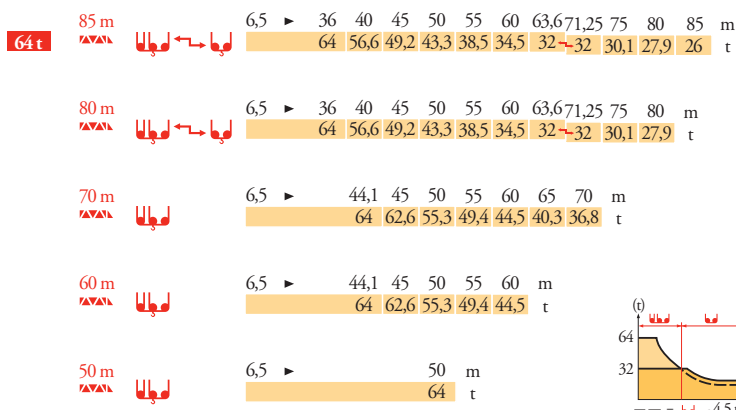 85 m 6,5 ► 36 40 45 50 55 60 63,6 71,25 75 80 85 m
64 t 64 56,6 49,2 43,3 38,5 34,5 32 32 30,1 27,9 26 t
3
80 m 6,5 ► 36 40 45 50 55 60 63,6 71,25 75 80 m
64 56,6 49,2 43,3 38,5 34,5 32 32 30,1 27,9 t
3
70 m 6,5 ► 44,1 45 50 55 60 65 70 m
64 62,6 55,3 49,4 44,5 40,3 36,8 t
3
60 m 6,5 ► 44,1 45 50 55 60 m
64 62,6 55,3 49,4 44,5 t
3
50 m 6,5 ► 50 m
64 t
3
(t)
64
32